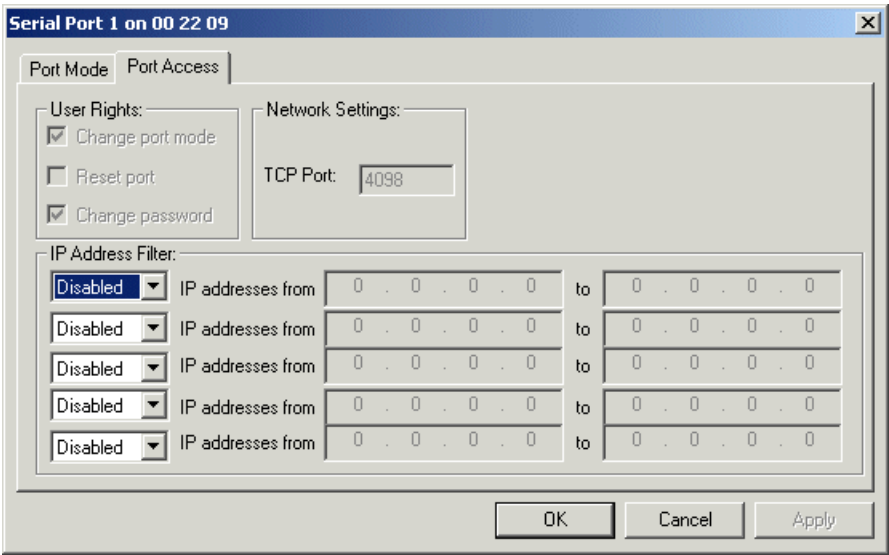 Serial Port 1 on 00 22 09
Port Mode Port Access
User Rights: Network Settings:
Change port mode
Reset port TCP Port: 4098
Change password
IP Address Filter:
Disabled IP addresses from 0 . 0 . 0 . 0 to 0 . 0 . 0 . 0
Disabled IP addresses from 0 . 0 . 0 . 0 to 0 . 0 . 0 . 0
Disabled IP addresses from 0 . 0 . 0 . 0 to 0 . 0 . 0 . 0
Disabled IP addresses from 0 . 0 . 0 . 0 to 0 . 0 . 0 . 0
Disabled IP addresses from 0 . 0 . 0 . 0 to 0 . 0 . 0 . 0
OK Cancel Apply